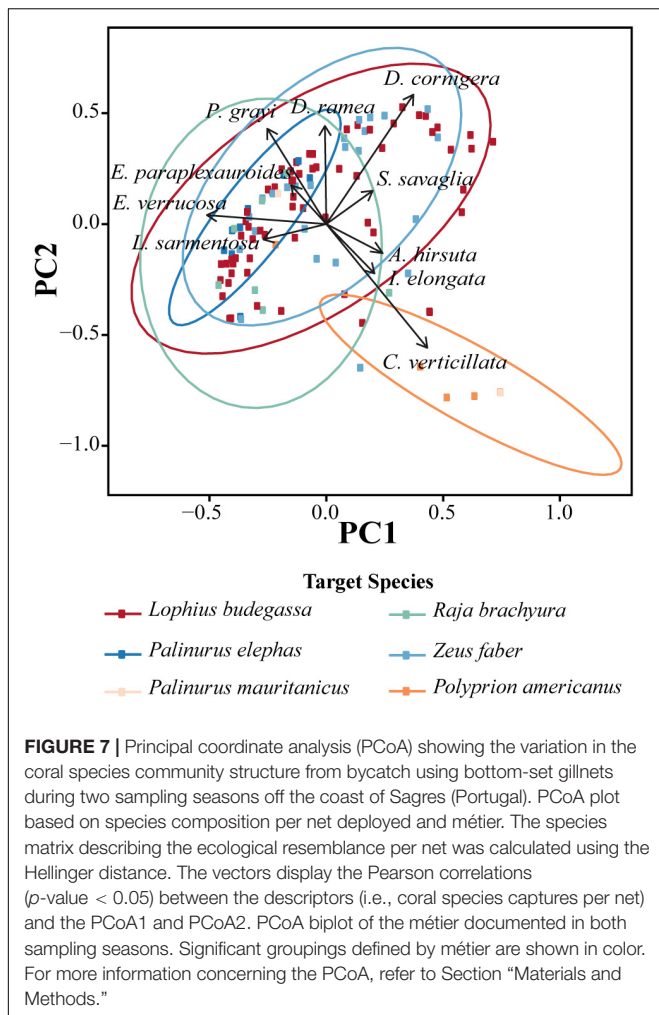 D. cornigera
P. grayi D. ramea
0.5
E. paraplexauroides
S. savaglia
E. verrucosa
0.0
L. sarmentosa
A. hirsuta
I. elongata
PC2
−0.5
C. verticillata
−1.0
−0.5 0.0 0.5 1.0
PC1
Target Species
Lophius budegassa Raja brachyura
Palinurus elephas Zeus faber
Palinurus mauritanicus Polyprion americanus
FIGURE 7 | Principal coordinate analysis (PCoA) showing the variation in the
coral species community structure from bycatch using bottom-set gillnets
during two sampling seasons off the coast of Sagres (Portugal). PCoA plot
based on species composition per net deployed and métier. The species
matrix describing the ecological resemblance per net was calculated using the
Hellinger distance. The vectors display the Pearson correlations
(p-value < 0.05) between the descriptors (i.e., coral species captures per net)
and the PCoA1 and PCoA2. PCoA biplot of the métier documented in both
sampling seasons. Significant groupings defined by métier are shown in color.
For more information concerning the PCoA, refer to Section “Materials and
Methods.”